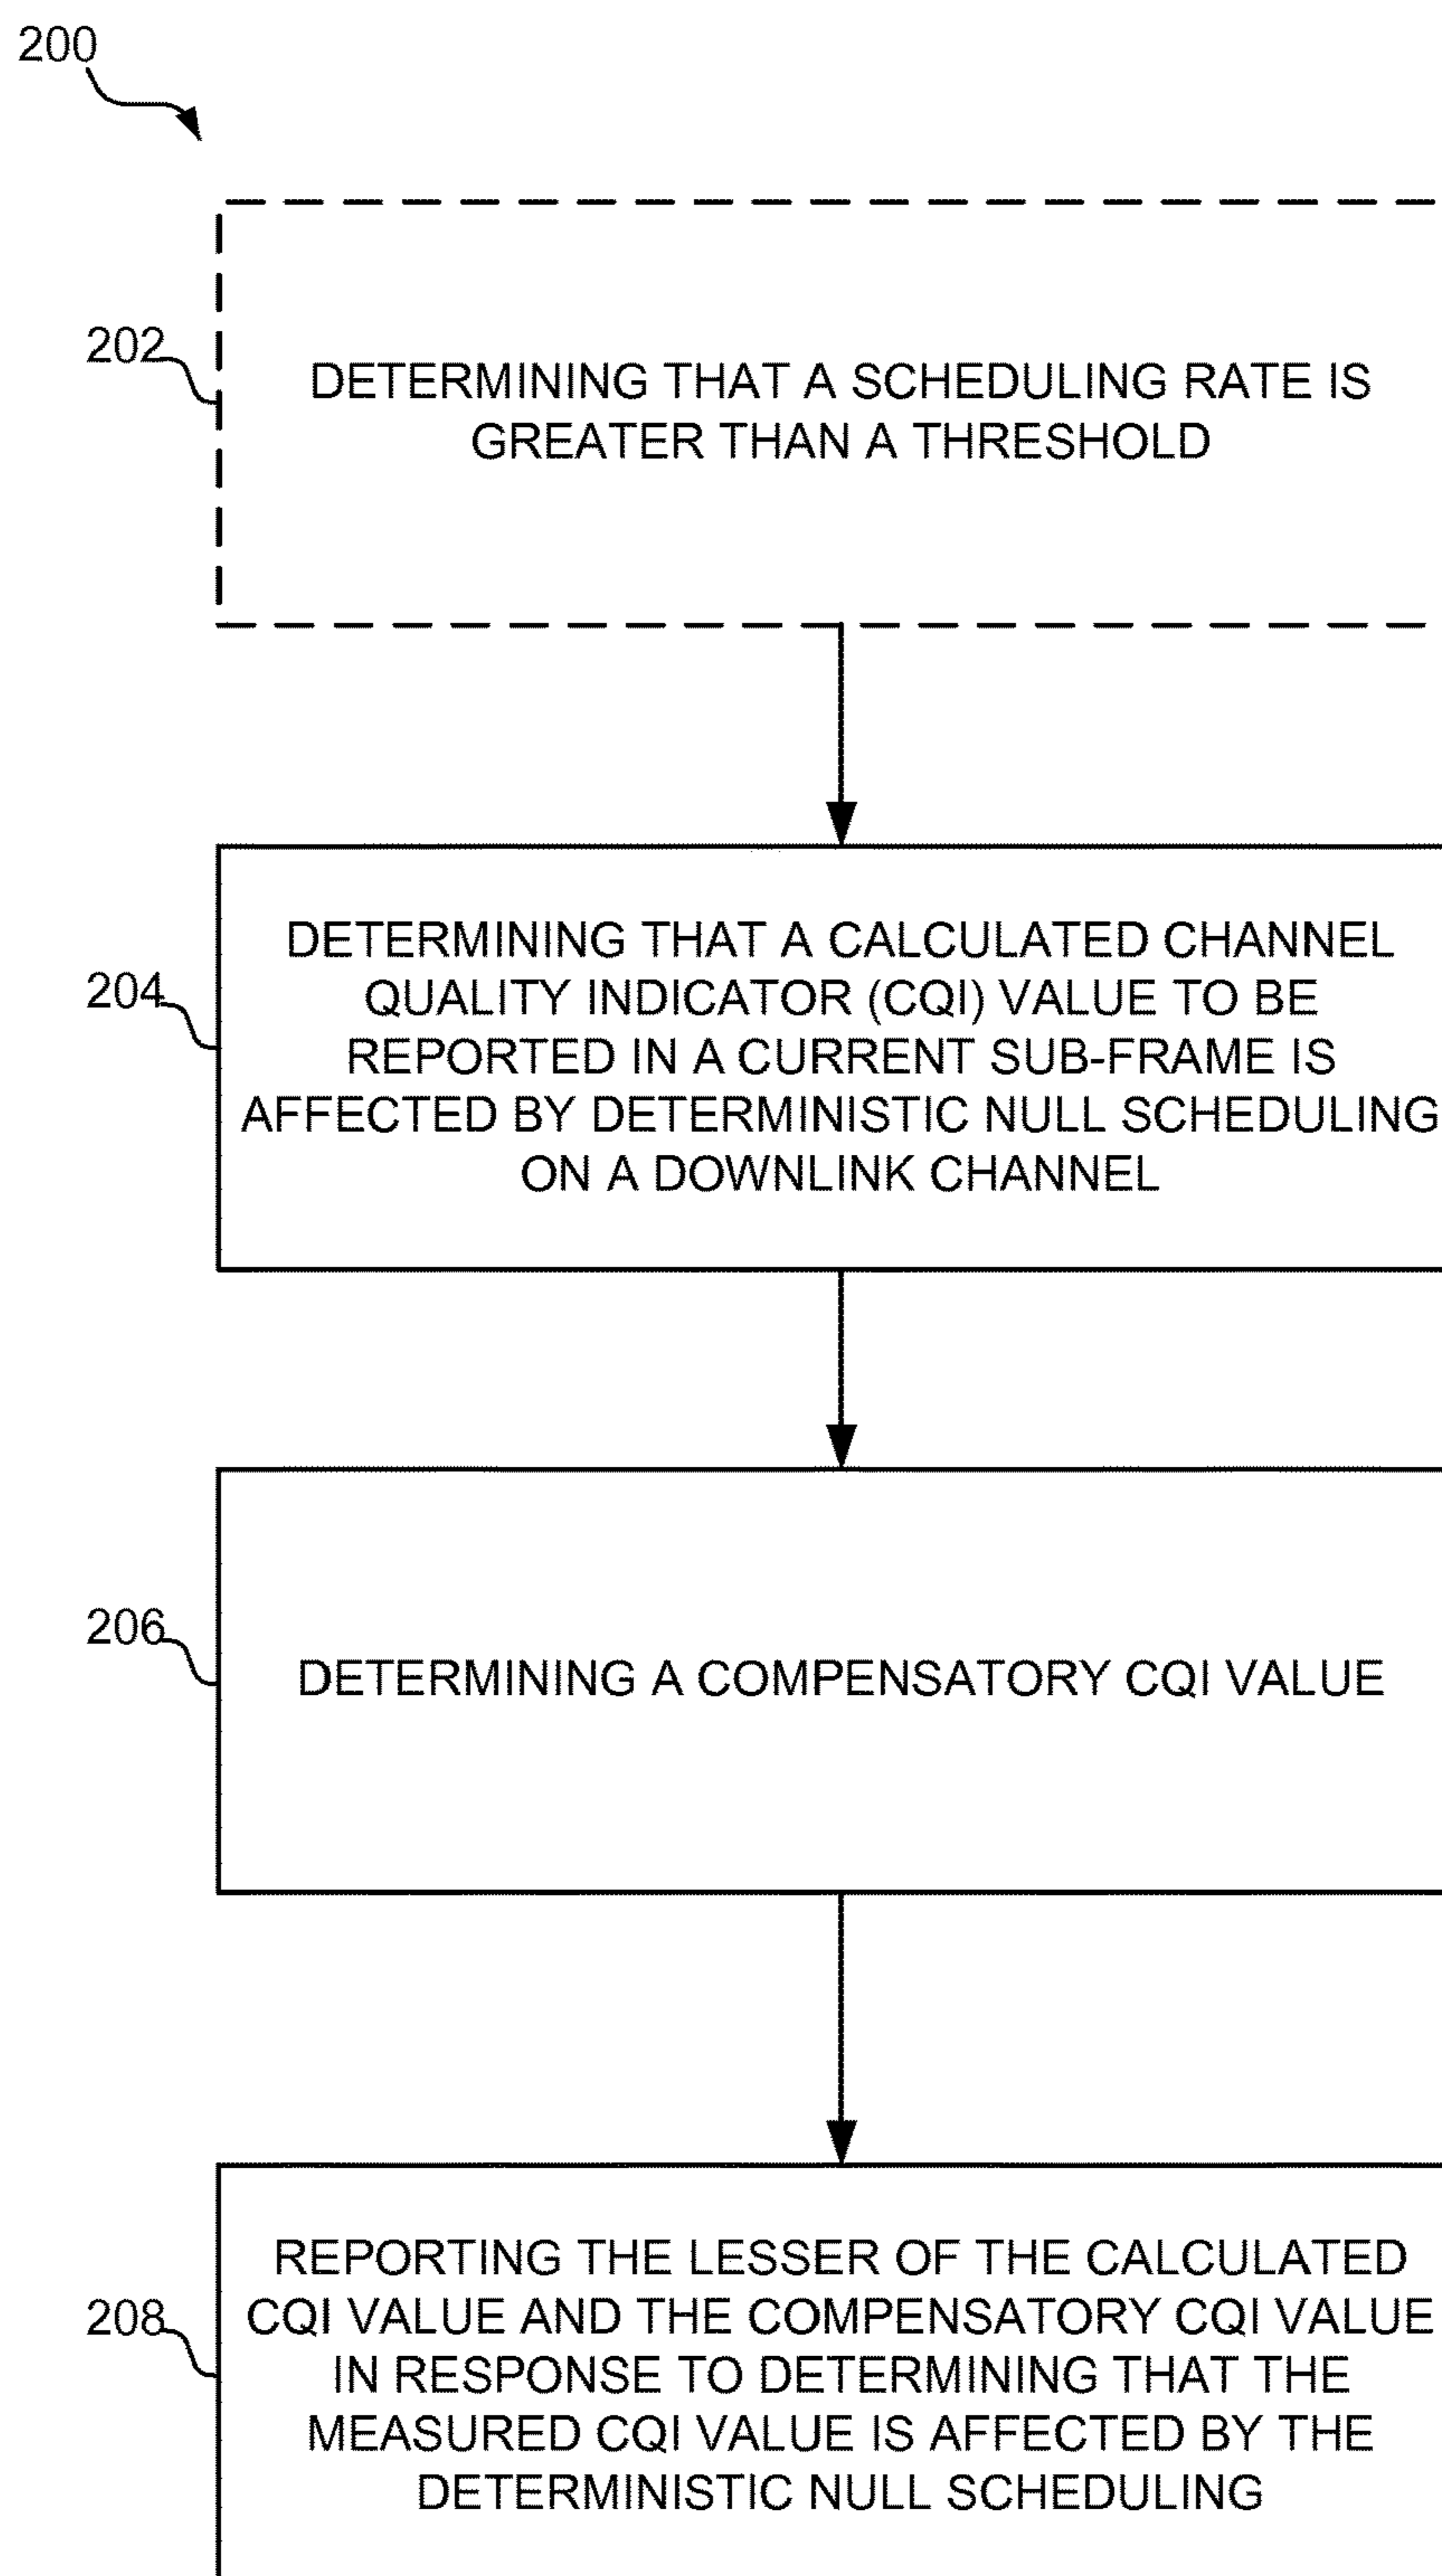 200
202
DETERMINING THAT A SCHEDULING RATE IS
GREATER THAN A THRESHOLD
204
DETERMINING THAT A CALCULATED CHANNEL
QUALITY INDICATOR (CQI) VALUE TO BE
REPORTED IN A CURRENT SUB-FRAME IS
AFFECTED BY DETERMINISTIC NULL SCHEDULING
ON A DOWNLINK CHANNEL
206
DETERMINING A COMPENSATORY CQI VALUE
208
REPORTING THE LESSER OF THE CALCULATED
CQI VALUE AND THE COMPENSATORY CQI VALUE
IN RESPONSE TO DETERMINING THAT THE
MEASURED CQI VALUE IS AFFECTED BY THE
DETERMINISTIC NULL SCHEDULING